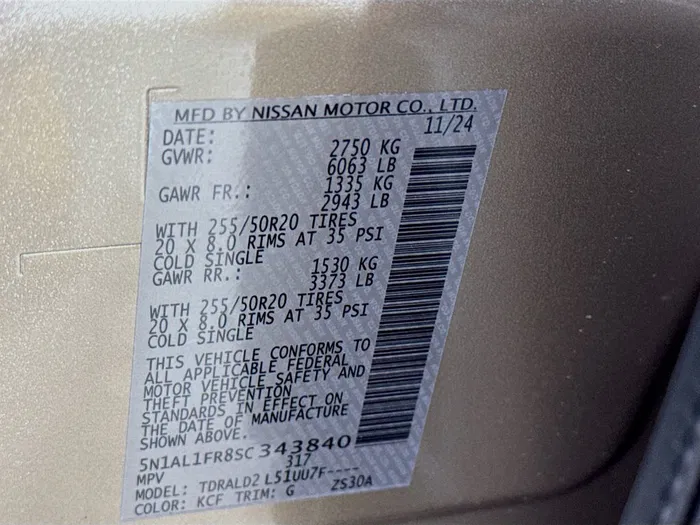 MFD BY NISSAN MOTOR CO., LTD.
DATE: 11/24
GVWR: 2750 KG
6063 LB
GAWR FR.: 1335 KG
2943 LB
WITH 255/50R20 TIRES
20 X 8.0 RIMS AT 35 PSI
COLD SINGLE
GAWR RR.: 1530 KG
3373 LB
WITH 255/50R20 TIRES
20 X 8.0 RIMS AT 35 PSI
COLD SINGLE
THIS VEHICLE CONFORMS TO
ALL APPLICABLE FEDERAL
MOTOR VEHICLE SAFETY AND
THEFT PREVENTION
STANDARDS IN EFFECT ON
THE DATE OF MANUFACTURE
SHOWN ABOVE.
5N1AL1FR8SC343840
MPV 317
MODEL: TDRALD2 L51UU7F----
COLOR: KCF TRIM: G ZS30A